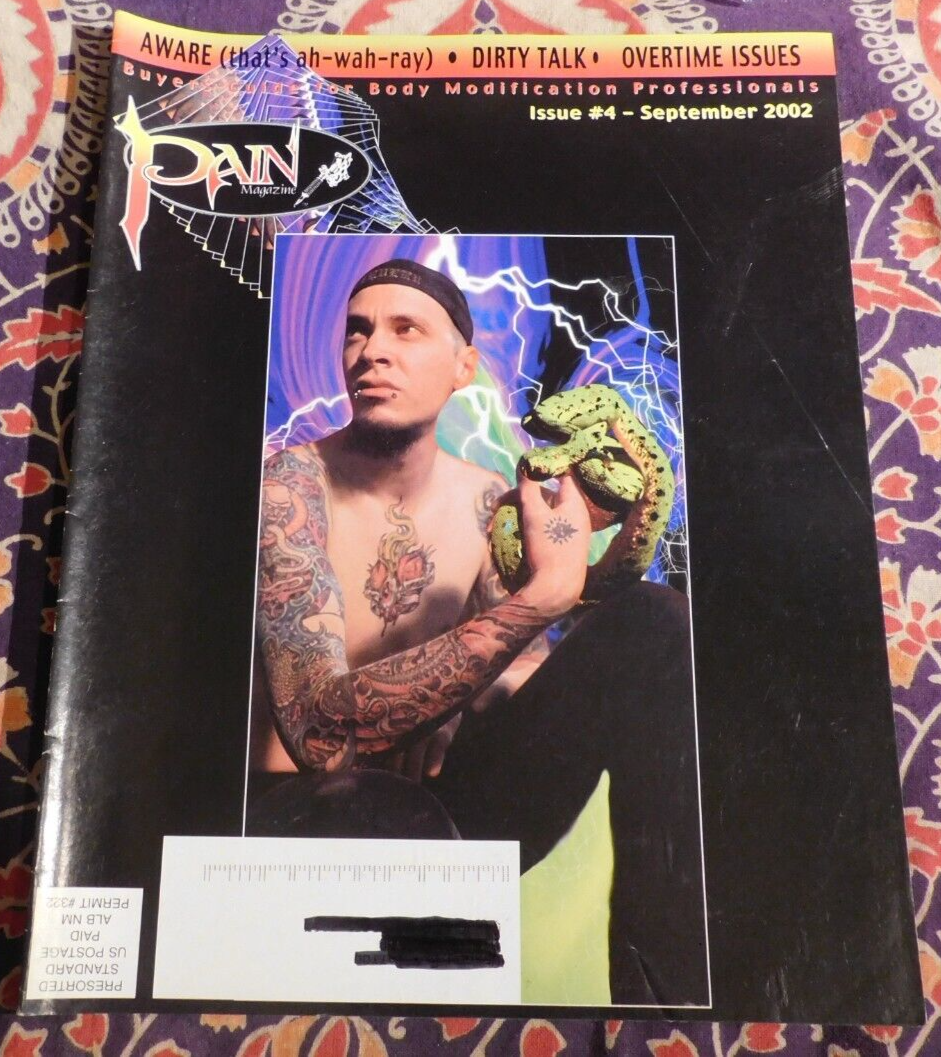 AWARE (that's ah-wah-ray) • DIRTY TALK • OVERTIME ISSUES
Buyers Guide for Body Modification Professionals
Issue #4 – September 2002
PAIN
Magazine
PRESORTED
STANDARD
US POSTAGE
PAID
ALB NM
PERMIT #322